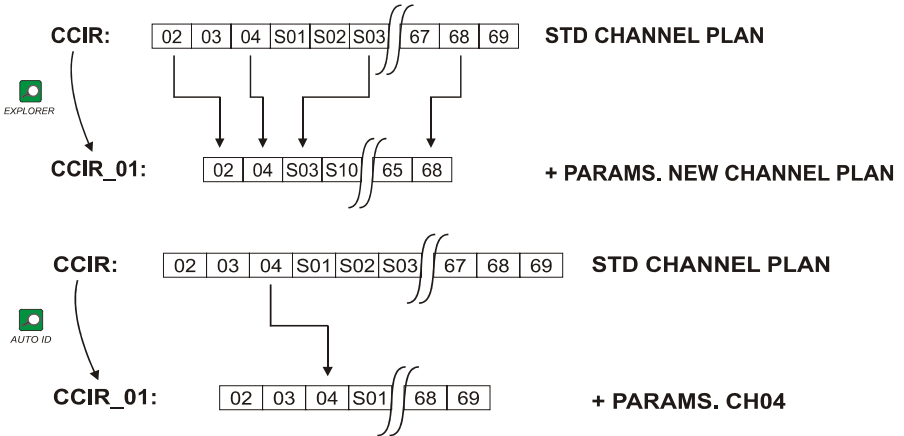 CCIR: 02 03 04 S01 S02 S03 67 68 69 STD CHANNEL PLAN
EXPLORER
CCIR_01: 02 04 S03 S10 65 68 + PARAMS. NEW CHANNEL PLAN
CCIR: 02 03 04 S01 S02 S03 67 68 69 STD CHANNEL PLAN
AUTO ID
CCIR_01: 02 03 04 S01 68 69 + PARAMS. CH04